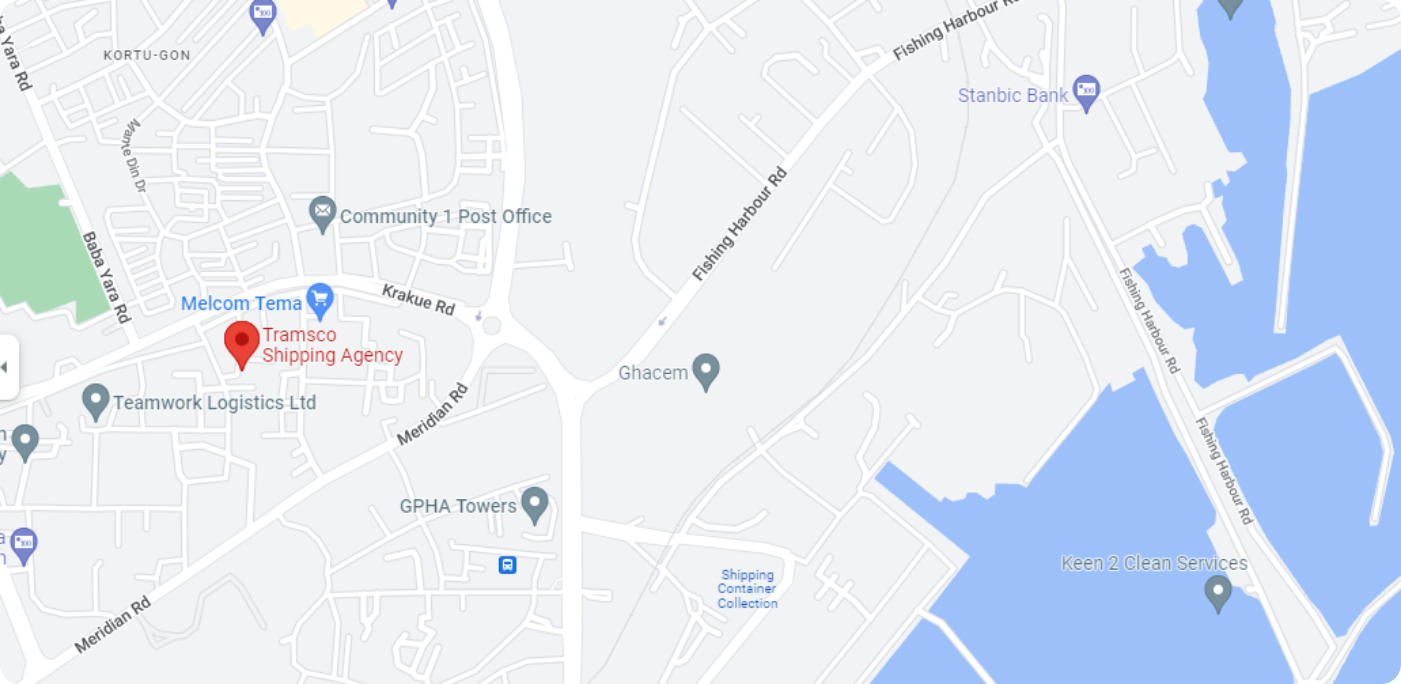 Baba Yara Rd
KORTU-GON
Mante Din Dr
Fishing Harbour Rd
Stanbic Bank
Community 1 Post Office
Fishing Harbour Rd
Baba Yara Rd
Krakue Rd
Melcom Tema
Tramsco
Shipping Agency
Fishing Harbour Rd
Ghacem
Teamwork Logistics Ltd
Meridian Rd
Fishing Harbour Rd
GPHA Towers
Keen 2 Clean Services
Shipping
Container
Collection
Meridian Rd